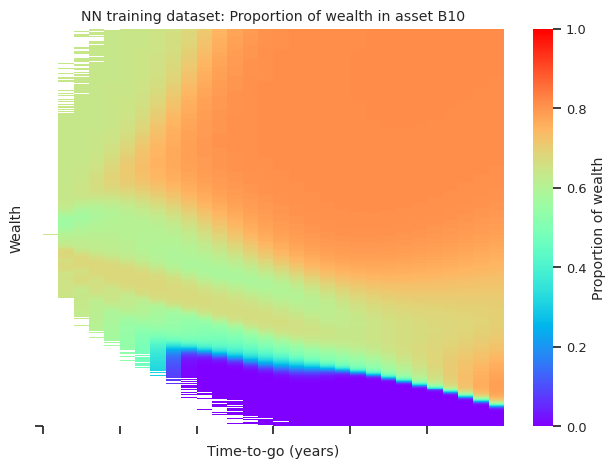 NN training dataset: Proportion of wealth in asset B10
Wealth
Time-to-go (years)
1.0
0.8
0.6
0.4
0.2
0.0
Proportion of wealth